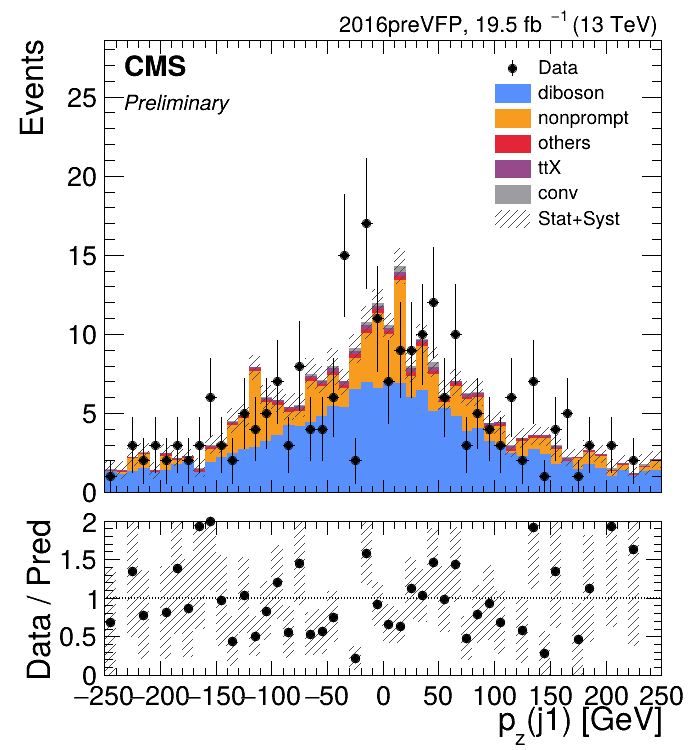 2016preVFP, 19.5 fb⁻¹ (13 TeV)
CMS
Preliminary
Events
25
20
15
10
5
0
Data
diboson
nonprompt
others
ttX
conv
Stat+Syst
Data / Pred
2
1.5
1
0.5
0
−250 −200 −150 −100 −50 0 50 100 150 200 250
p_z(j1) [GeV]